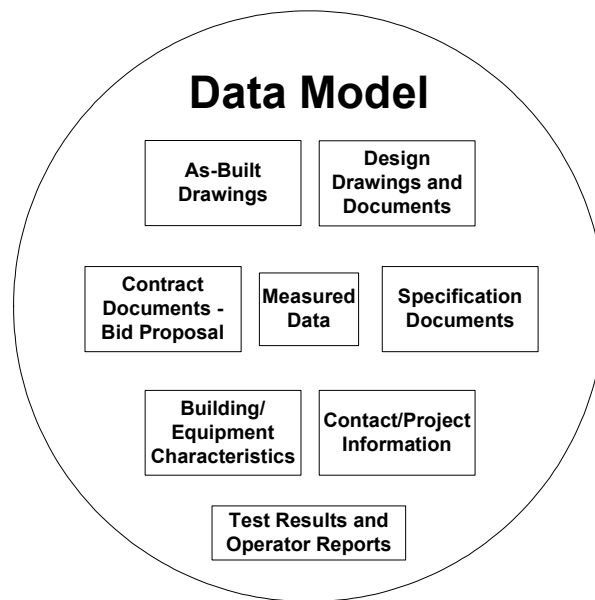 Data Model
As-Built
Drawings
Design
Drawings and
Documents
Contract
Documents -
Bid Proposal
Measured
Data
Specification
Documents
Building/
Equipment
Characteristics
Contact/Project
Information
Test Results and
Operator Reports